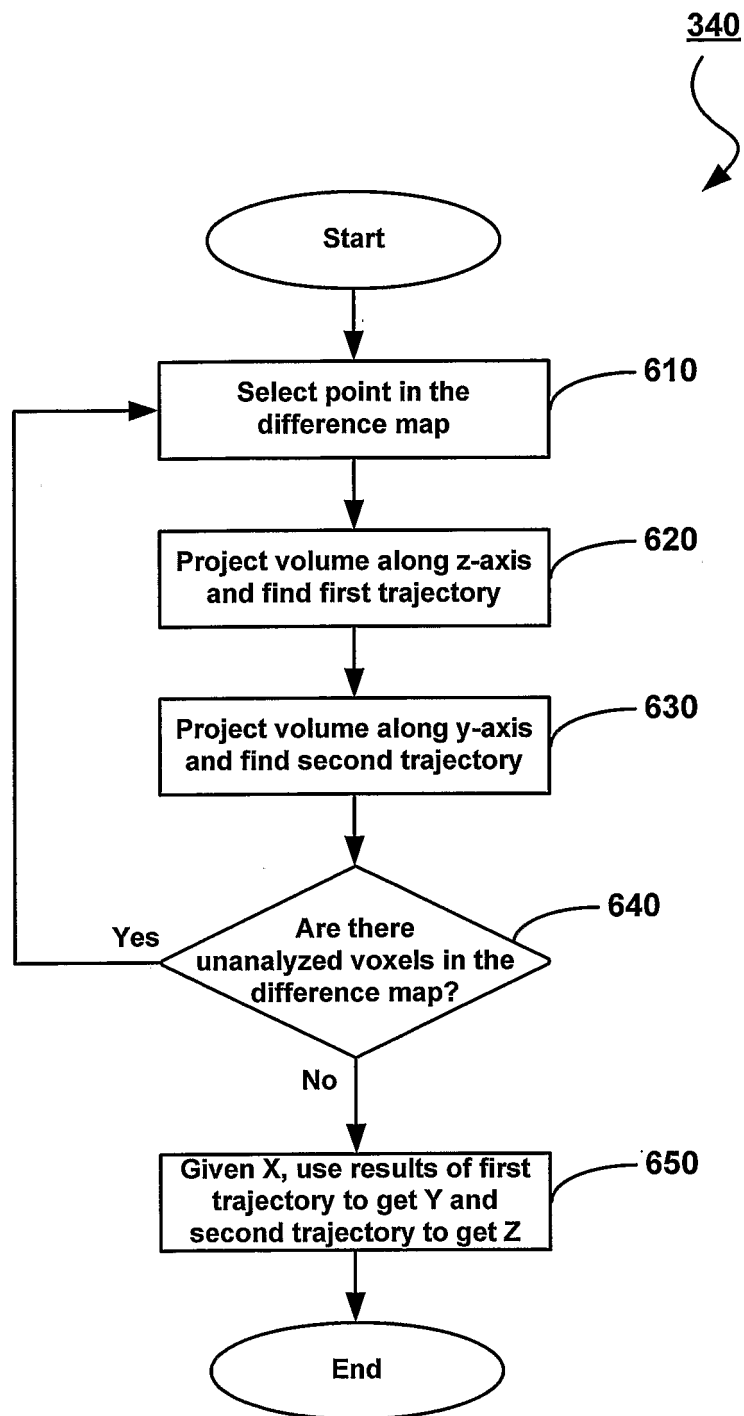 340
Start
Select point in the
difference map
610
Project volume along z-axis
and find first trajectory
620
Project volume along y-axis
and find second trajectory
630
Are there
unanalyzed voxels in the
difference map?
640
Yes
No
Given X, use results of first
trajectory to get Y and
second trajectory to get Z
650
End